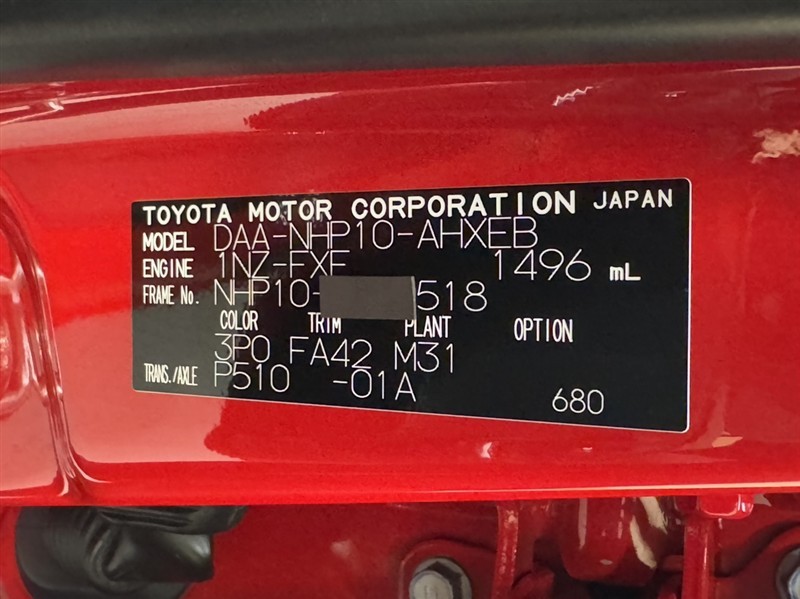 TOYOTA MOTOR CORPORATION JAPAN
MODEL DAA-NHP10-AHXEB
ENGINE 1NZ-FXE 1496 mL
FRAME No. NHP10- 518
COLOR TRIM PLANT OPTION
3P0 FA42 M31
TRANS./AXLE P510 -01A
680